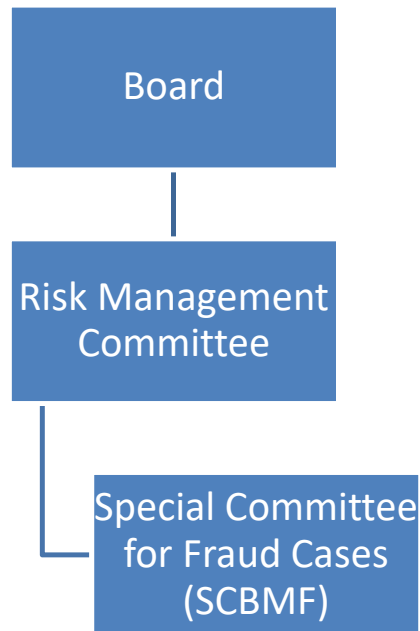 Board
Risk Management
Committee
Special Committee
for Fraud Cases
(SCBMF)